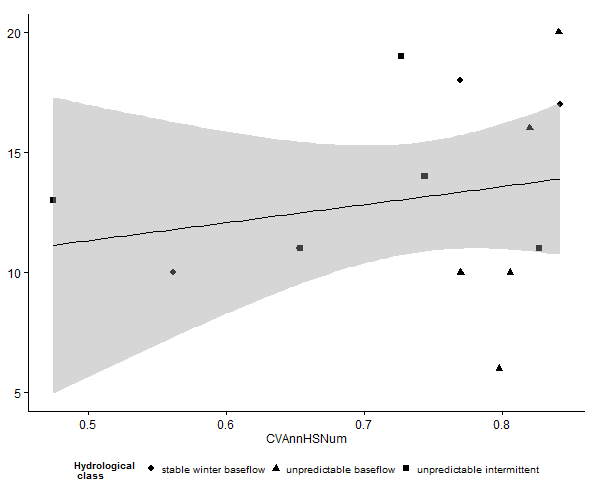 20
15
10
5
0.5 0.6 0.7 0.8
CVAnnHSNum
Hydrological
class
stable winter baseflow unpredictable baseflow unpredictable intermittent